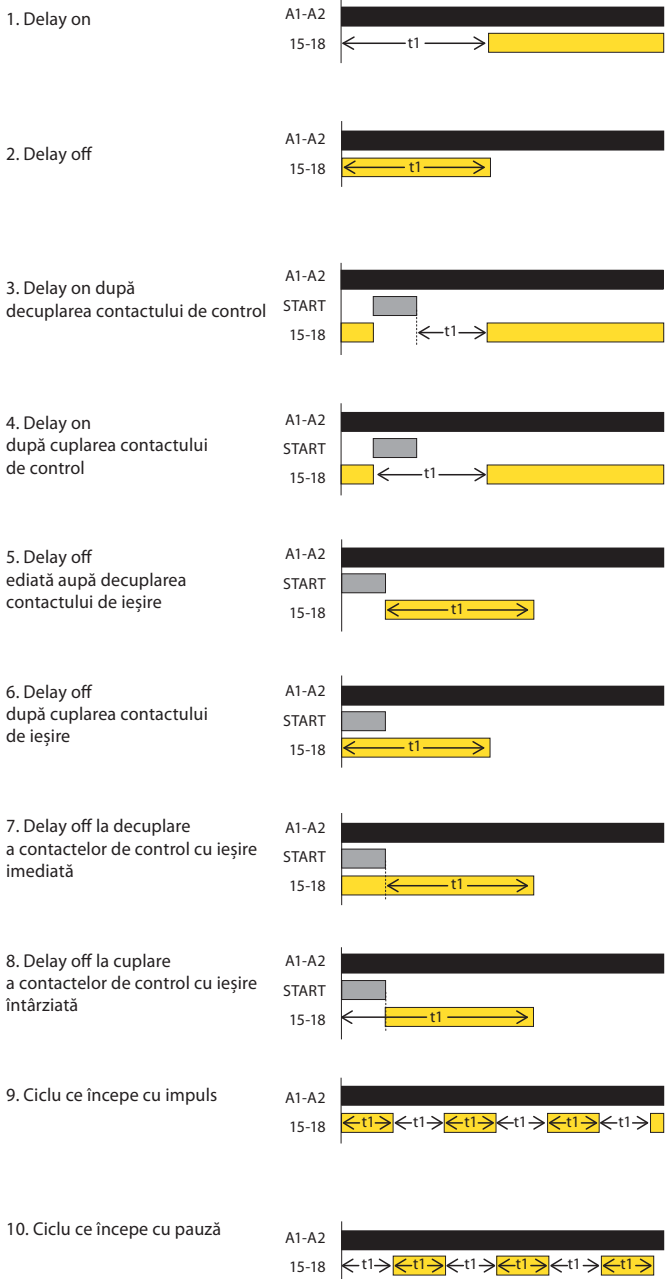 1. Delay on
A1-A2
15-18
t1
2. Delay off
A1-A2
15-18
t1
3. Delay on după
decuplarea contactului de control
A1-A2
START
15-18
t1
4. Delay on
după cuplarea contactului
de control
A1-A2
START
15-18
t1
5. Delay off
ediată aupă decuplarea
contactului de ieșire
A1-A2
START
15-18
t1
6. Delay off
după cuplarea contactului
de ieșire
A1-A2
START
15-18
t1
7. Delay off la decuplare
a contactelor de control cu ieșire
imediată
A1-A2
START
15-18
t1
8. Delay off la cuplare
a contactelor de control cu ieșire
întârziată
A1-A2
START
15-18
t1
9. Ciclu ce începe cu impuls
A1-A2
15-18
t1 t1 t1 t1 t1 t1
10. Ciclu ce începe cu pauză
A1-A2
15-18
t1 t1 t1 t1 t1 t1